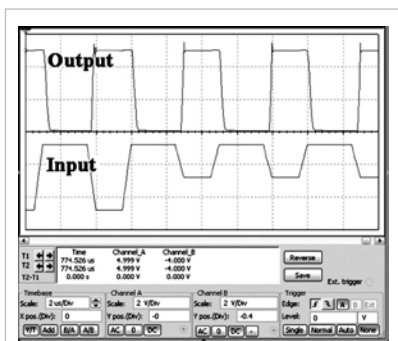 Output
Input
Time Channel_A Channel_B
T1 774.526 us 4.999 V -4.000 V
T2 774.526 us 4.999 V -4.000 V
T2-T1 0.000 s 0.000 V 0.000 V
Reverse
Save
Ext. trigger
Timebase
Scale: 2 us/Div
X pos.(Div): 0
Y/T Add B/A A/B
Channel A
Scale: 2 V/Div
Y pos.(Div): -0
AC 0 DC
Channel B
Scale: 2 V/Div
Y pos.(Div): -0.4
AC 0 DC -
Trigger
Edge: A B Ext
Level: 0 V
Single Normal Auto None